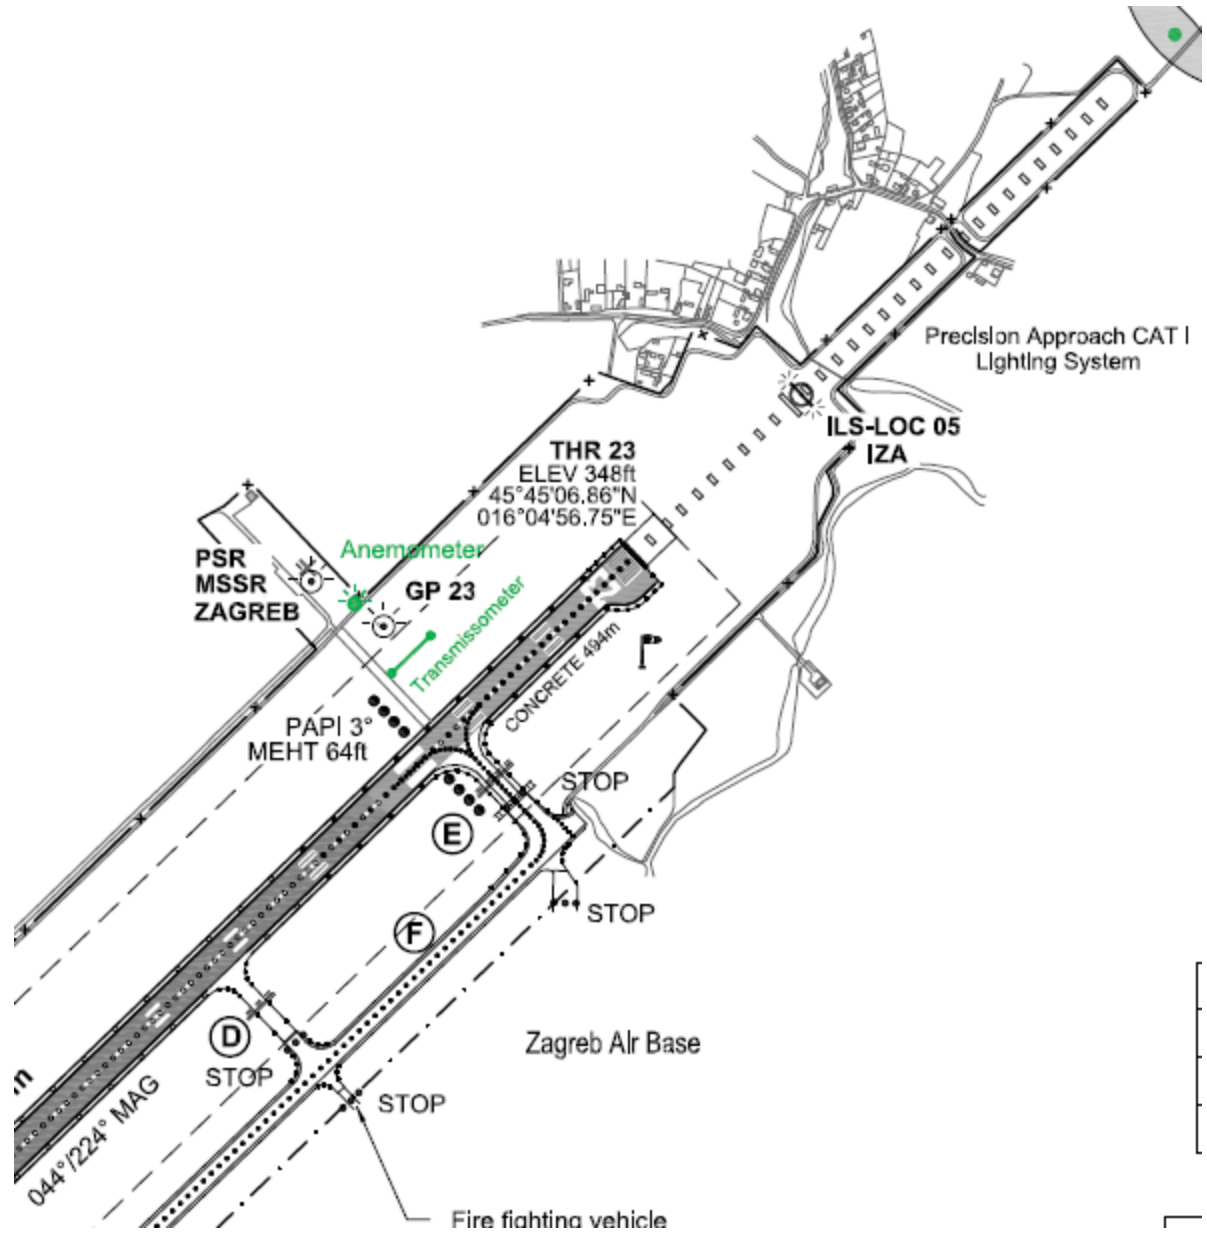 Precision Approach CAT I
Lighting System
ILS-LOC 05
IZA
THR 23
ELEV 348ft
45°45'06.86"N
016°04'56.75"E
PSR
MSSR
ZAGREB
Anemometer
GP 23
Transmissometer
CONCRETE 494m
PAPI 3°
MEHT 64ft
STOP
E
STOP
F
D
STOP
Zagreb Air Base
STOP
044°/224° MAG
Fire fighting vehicle